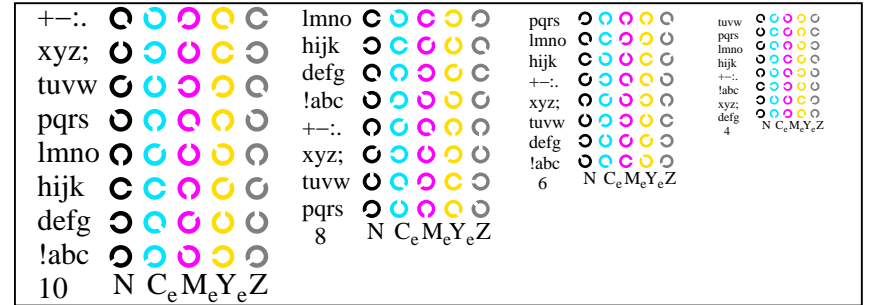 +−:.
xyz;
tuvw
pqrs
lmno
hijk
defg
!abc
10 N CeMeYeZ
lmno
hijk
defg
!abc
+−:.
xyz;
tuvw
pqrs
8 N CeMeYeZ
pqrs
lmno
hijk
+−:.
xyz;
tuvw
defg
!abc
6 N CeMeYeZ
tuvw
pqrs
lmno
hijk
+−:.
!abc
xyz;
defg
4 N CeMeYeZ